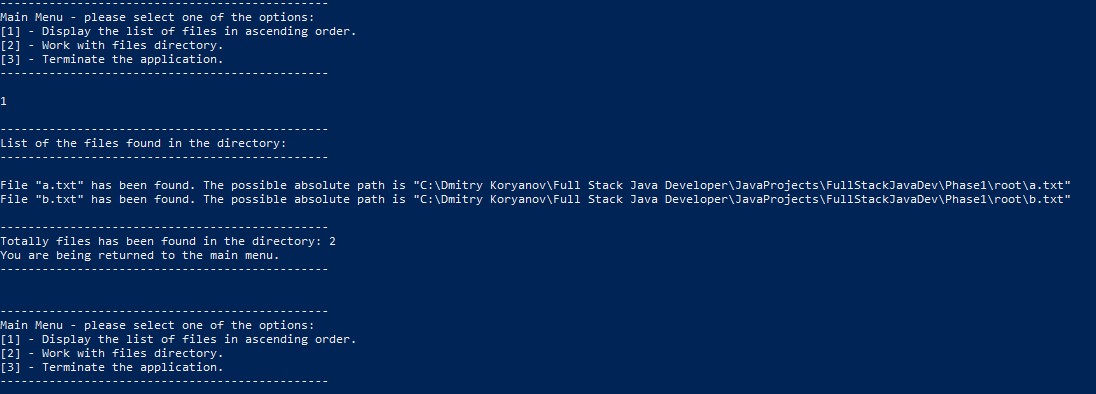 -----------------------------------------------
Main Menu - please select one of the options:
[1] - Display the list of files in ascending order.
[2] - Work with files directory.
[3] - Terminate the application.
-----------------------------------------------
1
-----------------------------------------------
List of the files found in the directory:
-----------------------------------------------
File "a.txt" has been found. The possible absolute path is "C:\Dmitry Koryanov\Full Stack Java Developer\JavaProjects\FullStackJavaDev\Phase1\root\a.txt"
File "b.txt" has been found. The possible absolute path is "C:\Dmitry Koryanov\Full Stack Java Developer\JavaProjects\FullStackJavaDev\Phase1\root\b.txt"
-----------------------------------------------
Totally files has been found in the directory: 2
You are being returned to the main menu.
-----------------------------------------------
-----------------------------------------------
Main Menu - please select one of the options:
[1] - Display the list of files in ascending order.
[2] - Work with files directory.
[3] - Terminate the application.
-----------------------------------------------